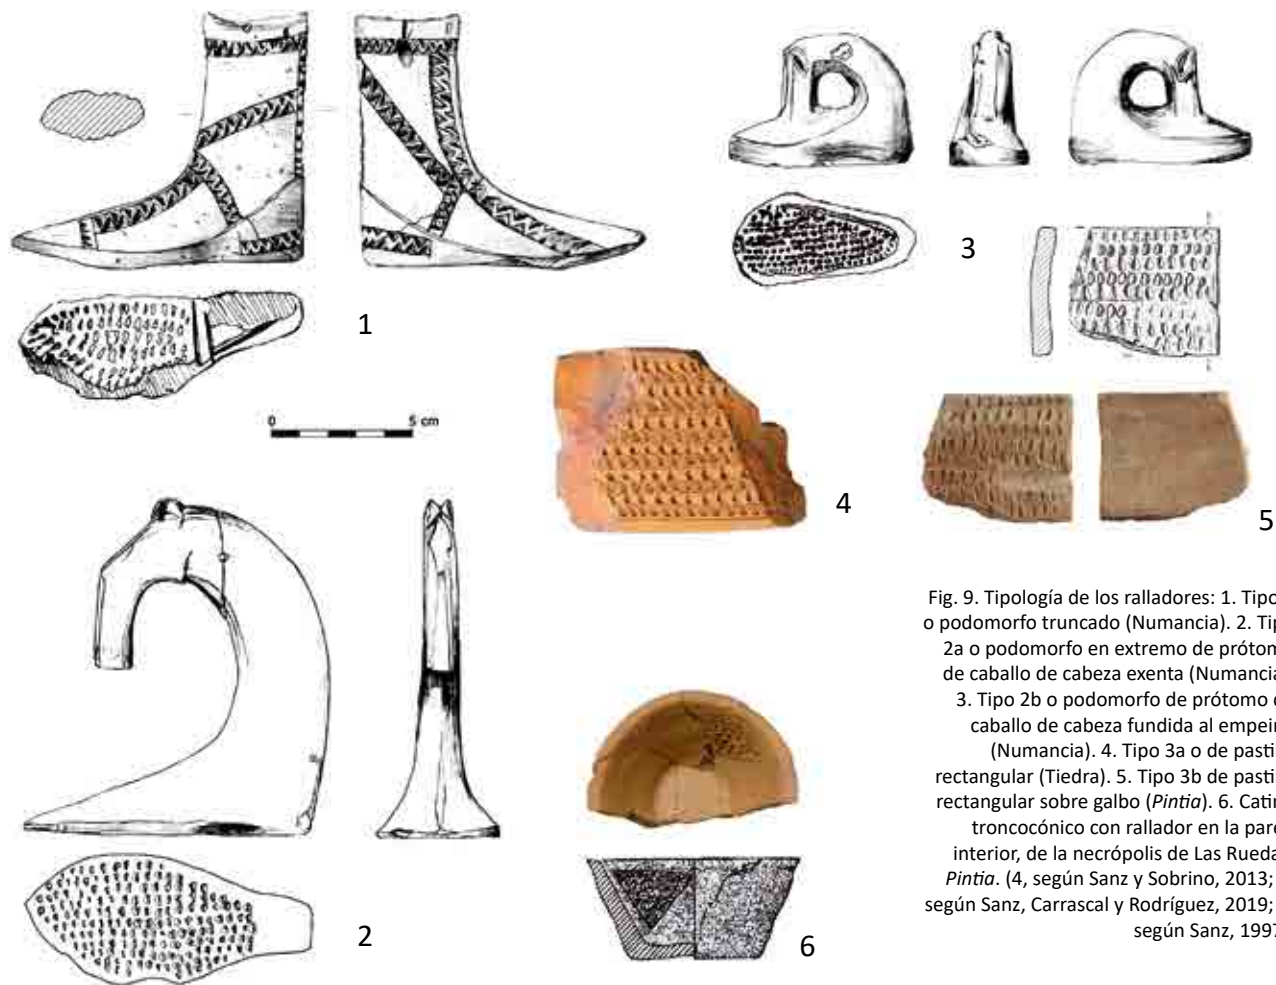 3
1
0 5 cm
4
5
Fig. 9. Tipología de los ralladores: 1. Tipo
o podomorfo truncado (Numancia). 2. Tip
2a o podomorfo en extremo de prótom
de caballo de cabeza exenta (Numancia
3. Tipo 2b o podomorfo de prótomo d
caballo de cabeza fundida al empein
(Numancia). 4. Tipo 3a o de pasti
rectangular (Tiedra). 5. Tipo 3b de pasti
rectangular sobre galbo (Pintia). 6. Catin
troncocónico con rallador en la pare
interior, de la necrópolis de Las Rueda
Pintia. (4, según Sanz y Sobrino, 2013;
según Sanz, Carrascal y Rodríguez, 2019;
según Sanz, 1997
2
6